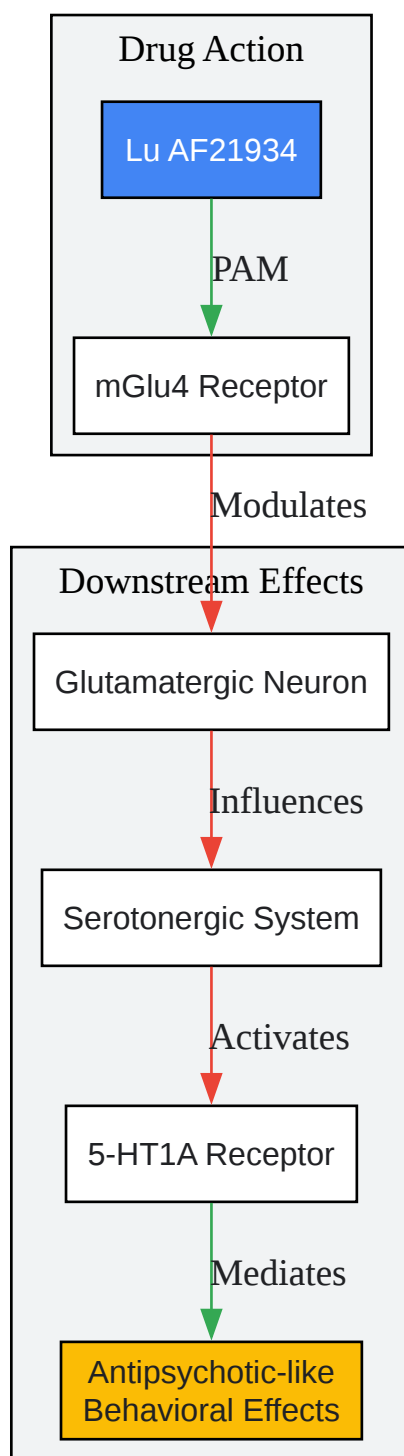 Drug Action
Lu AF21934
PAM
mGlu4 Receptor
Modulates
Downstream Effects
Glutamatergic Neuron
Influences
Serotonergic System
Activates
5-HT1A Receptor
Mediates
Antipsychotic-like
Behavioral Effects